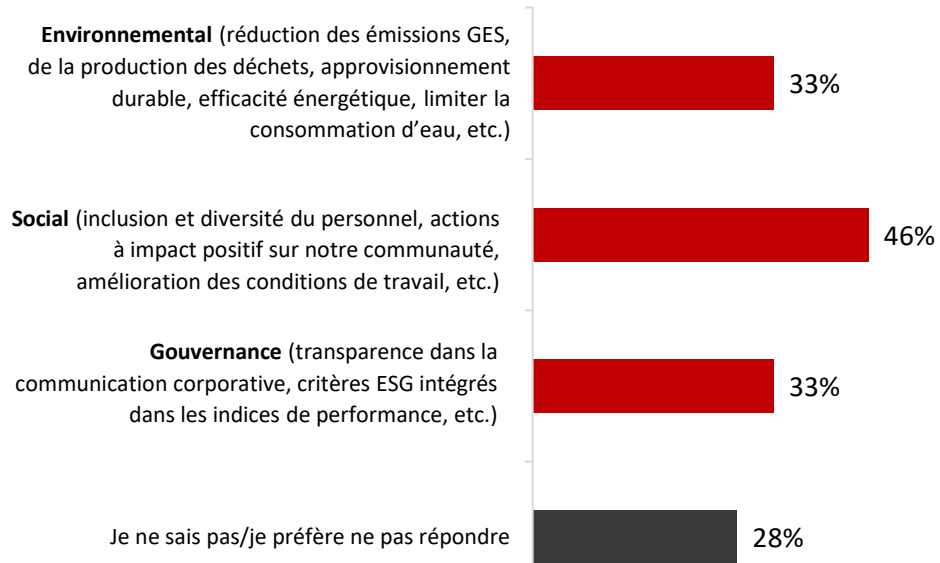 Environnemental (réduction des émissions GES,
de la production des déchets, approvisionnement
durable, efficacité énergétique, limiter la
consommation d’eau, etc.)
33%
Social (inclusion et diversité du personnel, actions
à impact positif sur notre communauté,
amélioration des conditions de travail, etc.)
46%
Gouvernance (transparence dans la
communication corporative, critères ESG intégrés
dans les indices de performance, etc.)
33%
Je ne sais pas/je préfère ne pas répondre
28%